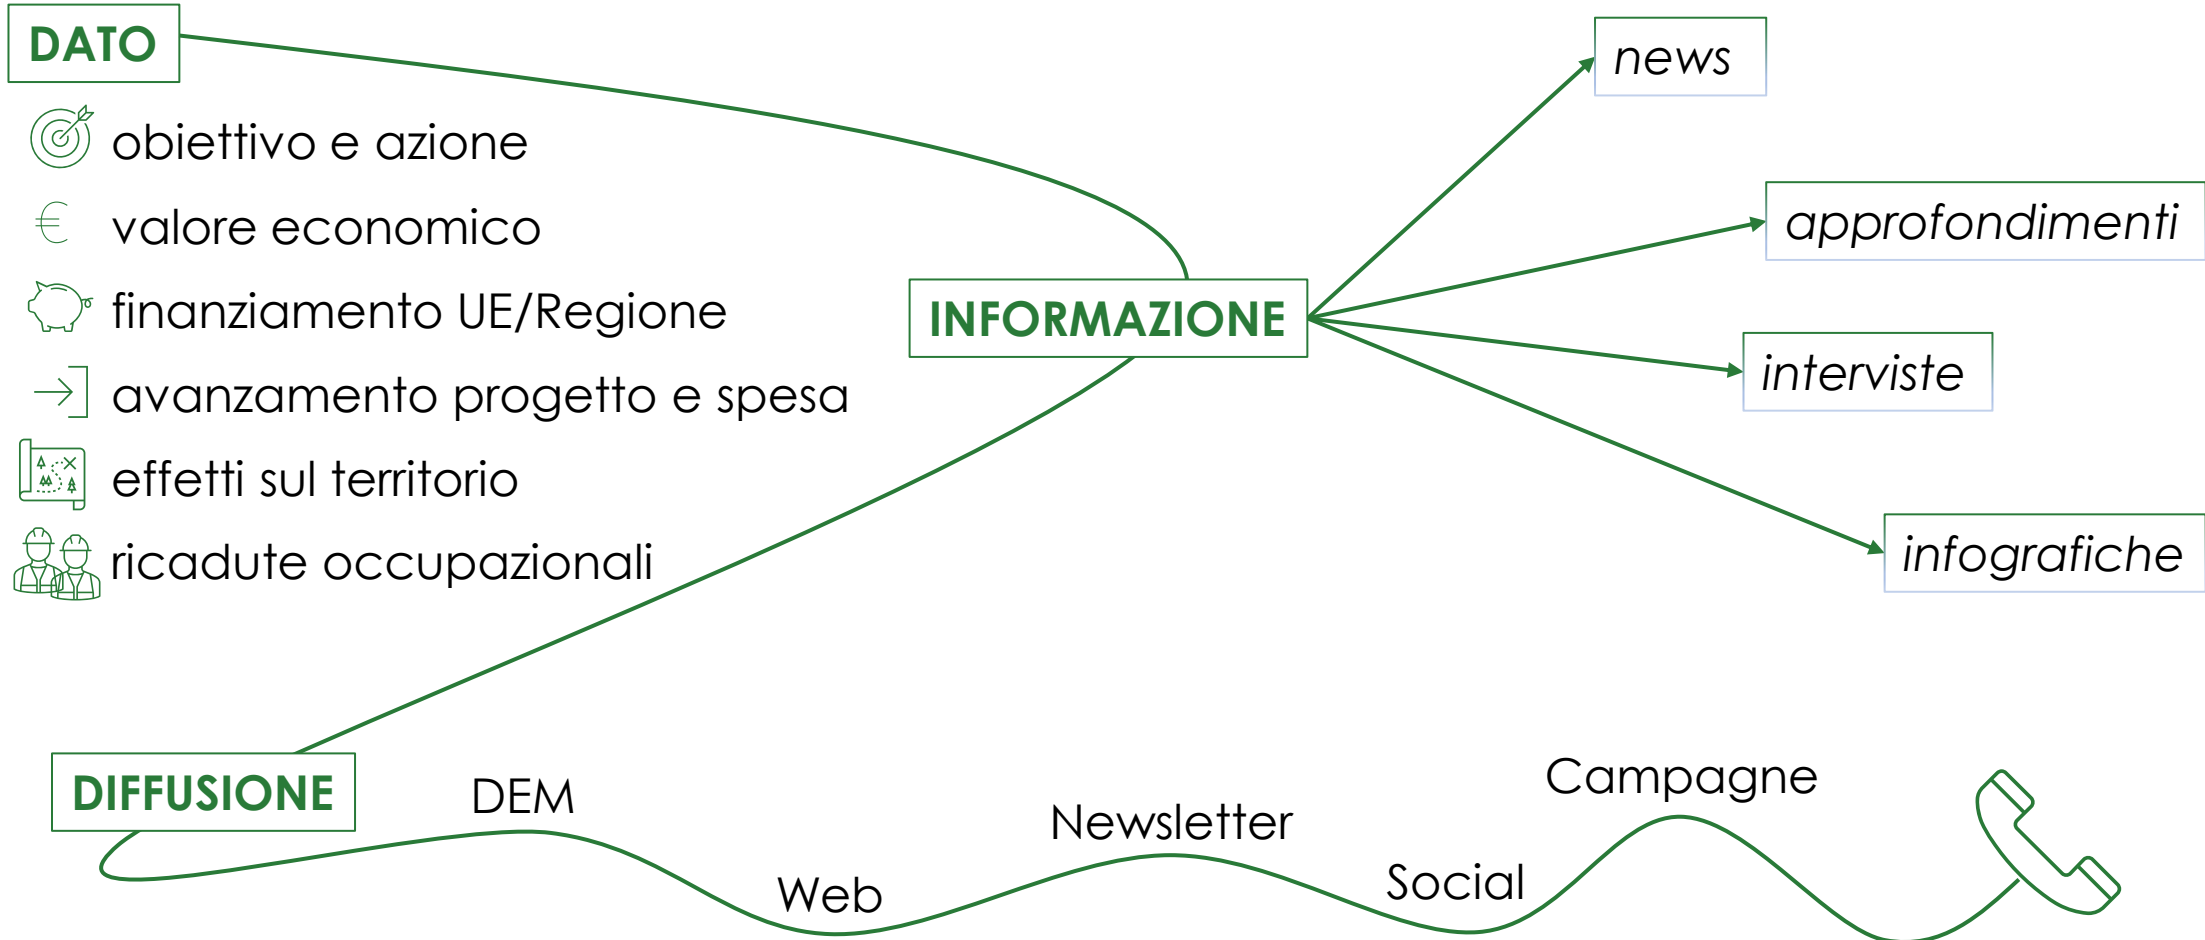 DATO
obiettivo e azione
€ valore economico
finanziamento UE/Regione
avanzamento progetto e spesa
effetti sul territorio
ricadute occupazionali
INFORMAZIONE
news
approfondimenti
interviste
infografiche
DIFFUSIONE
DEM
Web
Newsletter
Social
Campagne